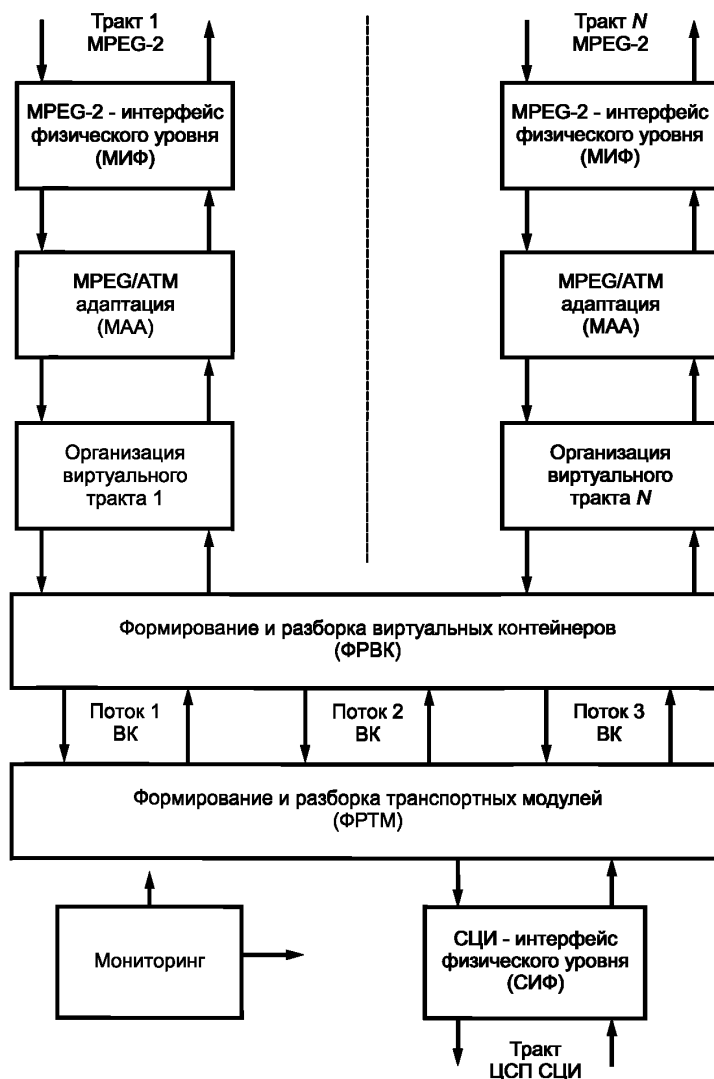 Тракт 1
MPEG-2
Тракт N
MPEG-2
MPEG-2 - интерфейс
физического уровня
(МИФ)
MPEG-2 - интерфейс
физического уровня
(МИФ)
MPEG/ATM
адаптация
(МАА)
MPEG/ATM
адаптация
(МАА)
Организация
виртуального
тракта 1
Организация
виртуального
тракта N
Формирование и разборка виртуальных контейнеров
(ФРВК)
Поток 1
ВК
Поток 2
ВК
Поток 3
ВК
Формирование и разборка транспортных модулей
(ФРТМ)
Мониторинг
СЦИ - интерфейс
физического уровня
(СИФ)
Тракт
ЦСП СЦИ